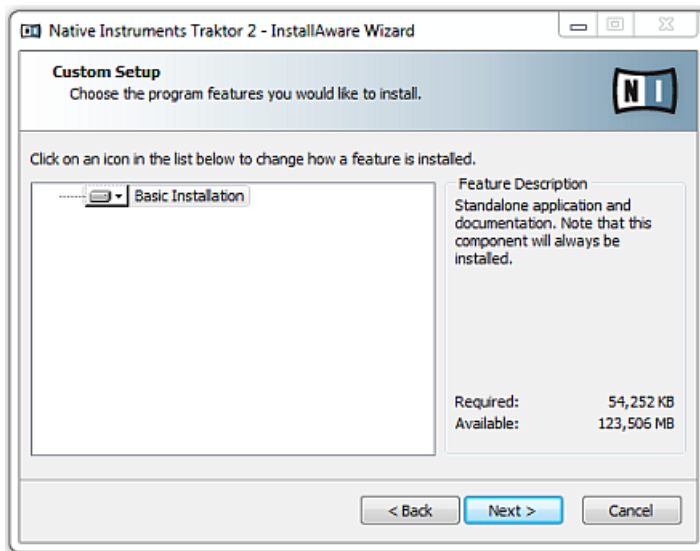 Native Instruments Traktor 2 - InstallAware Wizard
Custom Setup
Choose the program features you would like to install.
NI
Click on an icon in the list below to change how a feature is installed.
Basic Installation
Feature Description
Standalone application and
documentation. Note that this
component will always be
installed.
Required: 54,252 KB
Available: 123,506 MB
< Back Next > Cancel